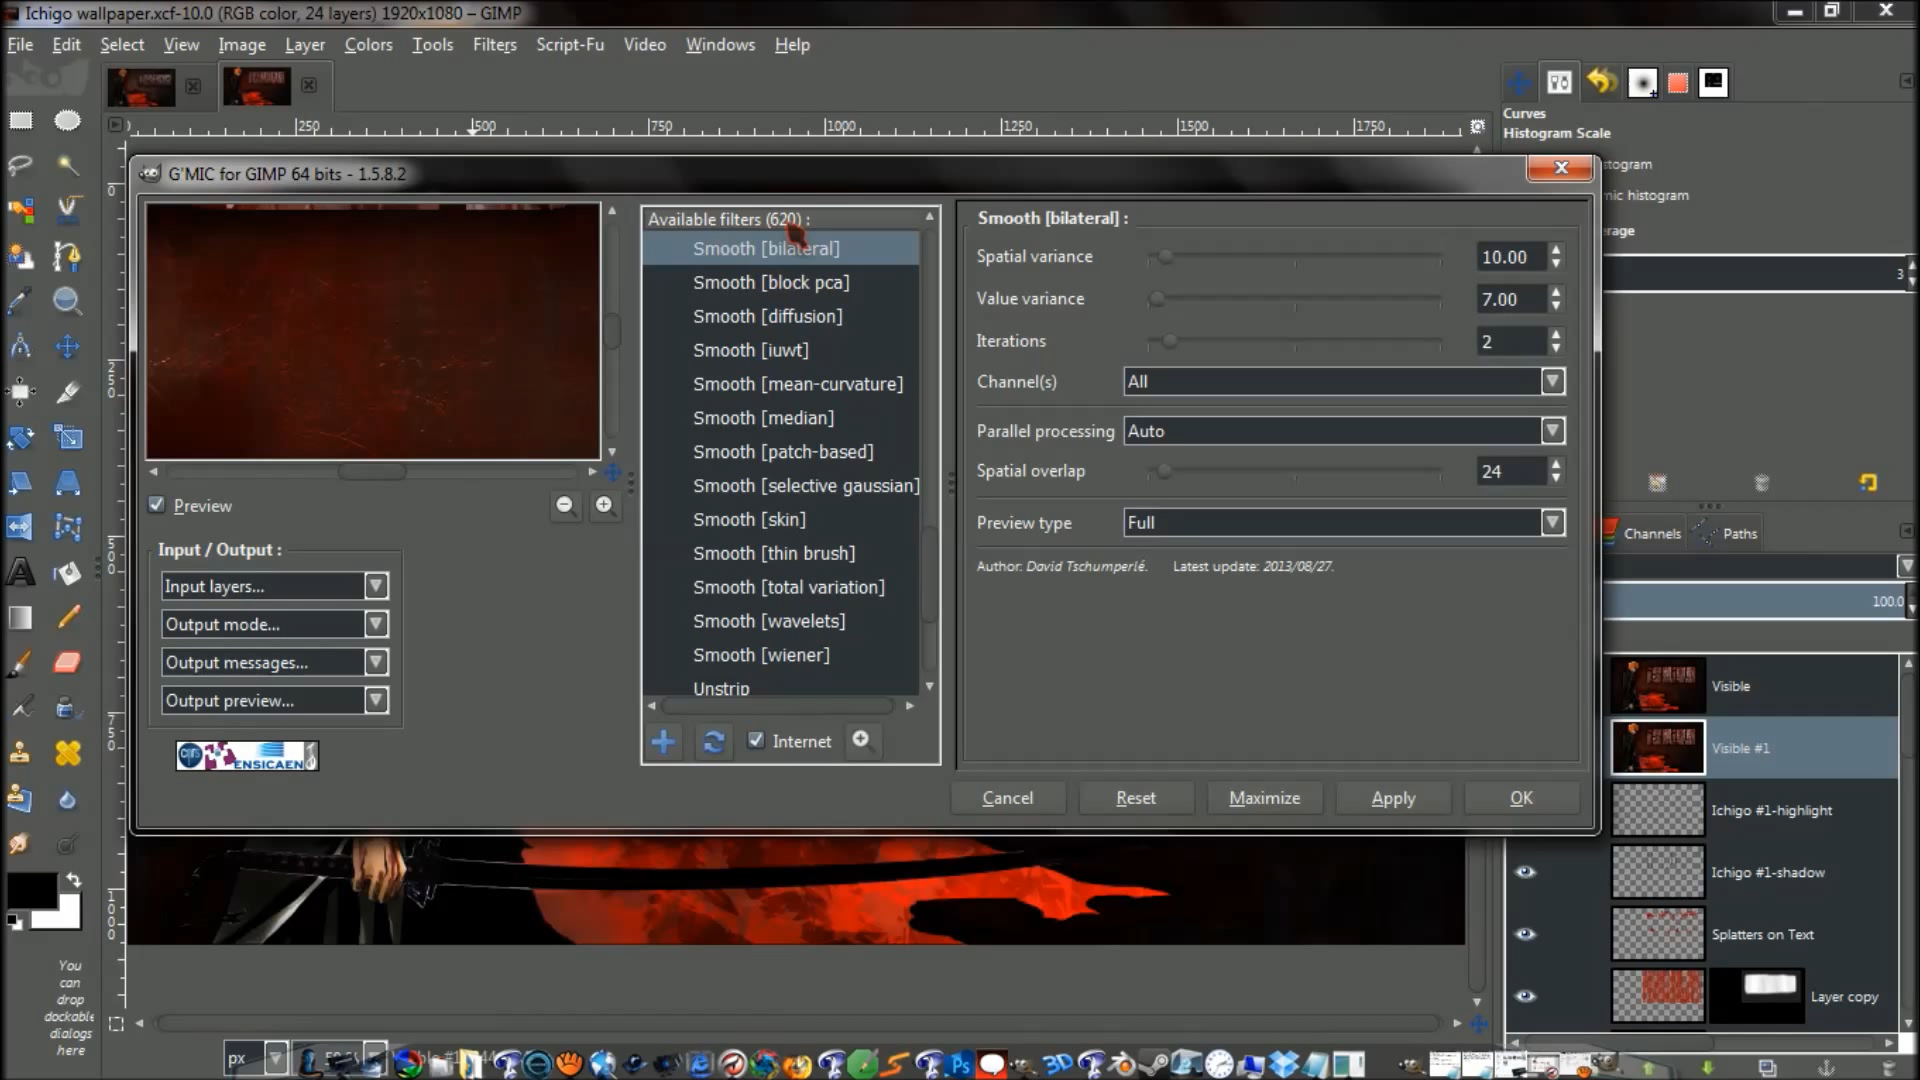 Ichigo wallpaper.xcf-10.0 (RGB color, 24 layers) 1920x1080 – GIMP
File Edit Select View Image Layer Colors Tools Filters Script-Fu Video Windows Help
250 500 750 1000 1250 1500 1750
Curves
Histogram Scale
G'MIC for GIMP 64 bits - 1.5.8.2
Available filters (620) :
Smooth [bilateral]
Smooth [block pca]
Smooth [diffusion]
Smooth [iuwt]
Smooth [mean-curvature]
Smooth [median]
Smooth [patch-based]
Smooth [selective gaussian]
Smooth [skin]
Smooth [thin brush]
Smooth [total variation]
Smooth [wavelets]
Smooth [wiener]
Unstrip
Internet
Preview
Input / Output :
Input layers...
Output mode...
Output messages...
Output preview...
ENSICAEN
Smooth [bilateral] :
Spatial variance 10.00
Value variance 7.00
Iterations 2
Channel(s) All
Parallel processing Auto
Spatial overlap 24
Preview type Full
Author: David Tschumperlé. Latest update: 2013/08/27.
Cancel Reset Maximize Apply OK
togram
mic histogram
erage
3
Channels Paths
100.0
Visible
Visible #1
Ichigo #1-highlight
Ichigo #1-shadow
Splatters on Text
Layer copy
You
can
drop
dockable
dialogs
here
px